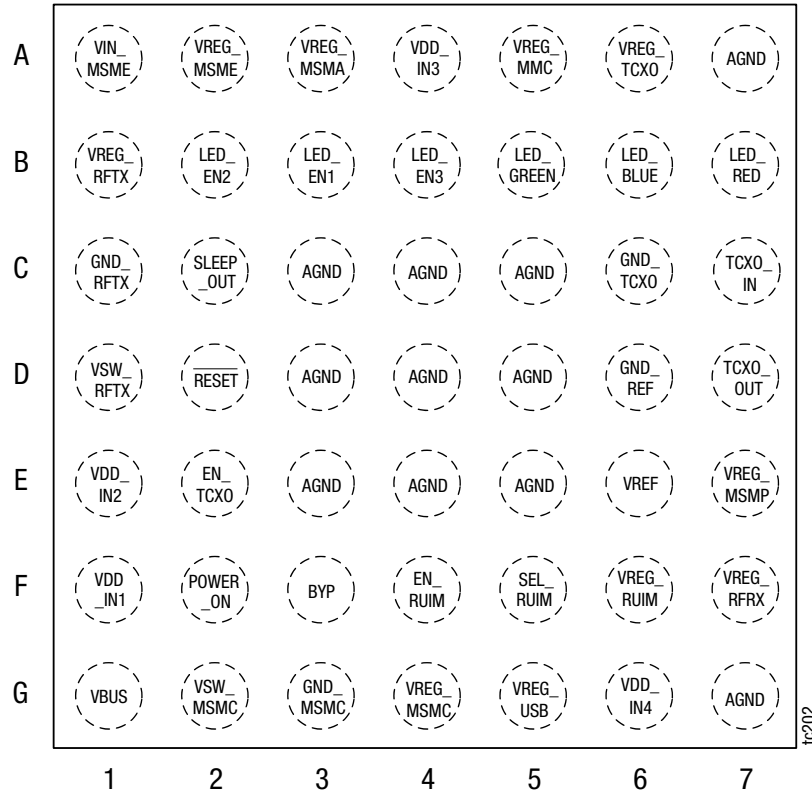 A
VIN_
MSME
VREG_
MSME
VREG_
MSMA
VDD_
IN3
VREG_
MMC
VREG_
TCXO
AGND
B
VREG_
RFTX
LED_
EN2
LED_
EN1
LED_
EN3
LED_
GREEN
LED_
BLUE
LED_
RED
C
GND_
RFTX
SLEEP
_OUT
AGND
AGND
AGND
GND_
TCXO
TCXO_
IN
D
VSW_
RFTX
RESET
AGND
AGND
AGND
GND_
REF
TCXO_
OUT
E
VDD_
IN2
EN_
TCXO
AGND
AGND
AGND
VREF
VREG_
MSMP
F
VDD
_IN1
POWER
_ON
BYP
EN_
RUIM
SEL_
RUIM
VREG_
RUIM
VREG_
RFRX
G
VBUS
VSW_
MSMC
GND_
MSMC
VREG_
MSMC
VREG_
USB
VDD_
IN4
AGND
tc202
1 2 3 4 5 6 7